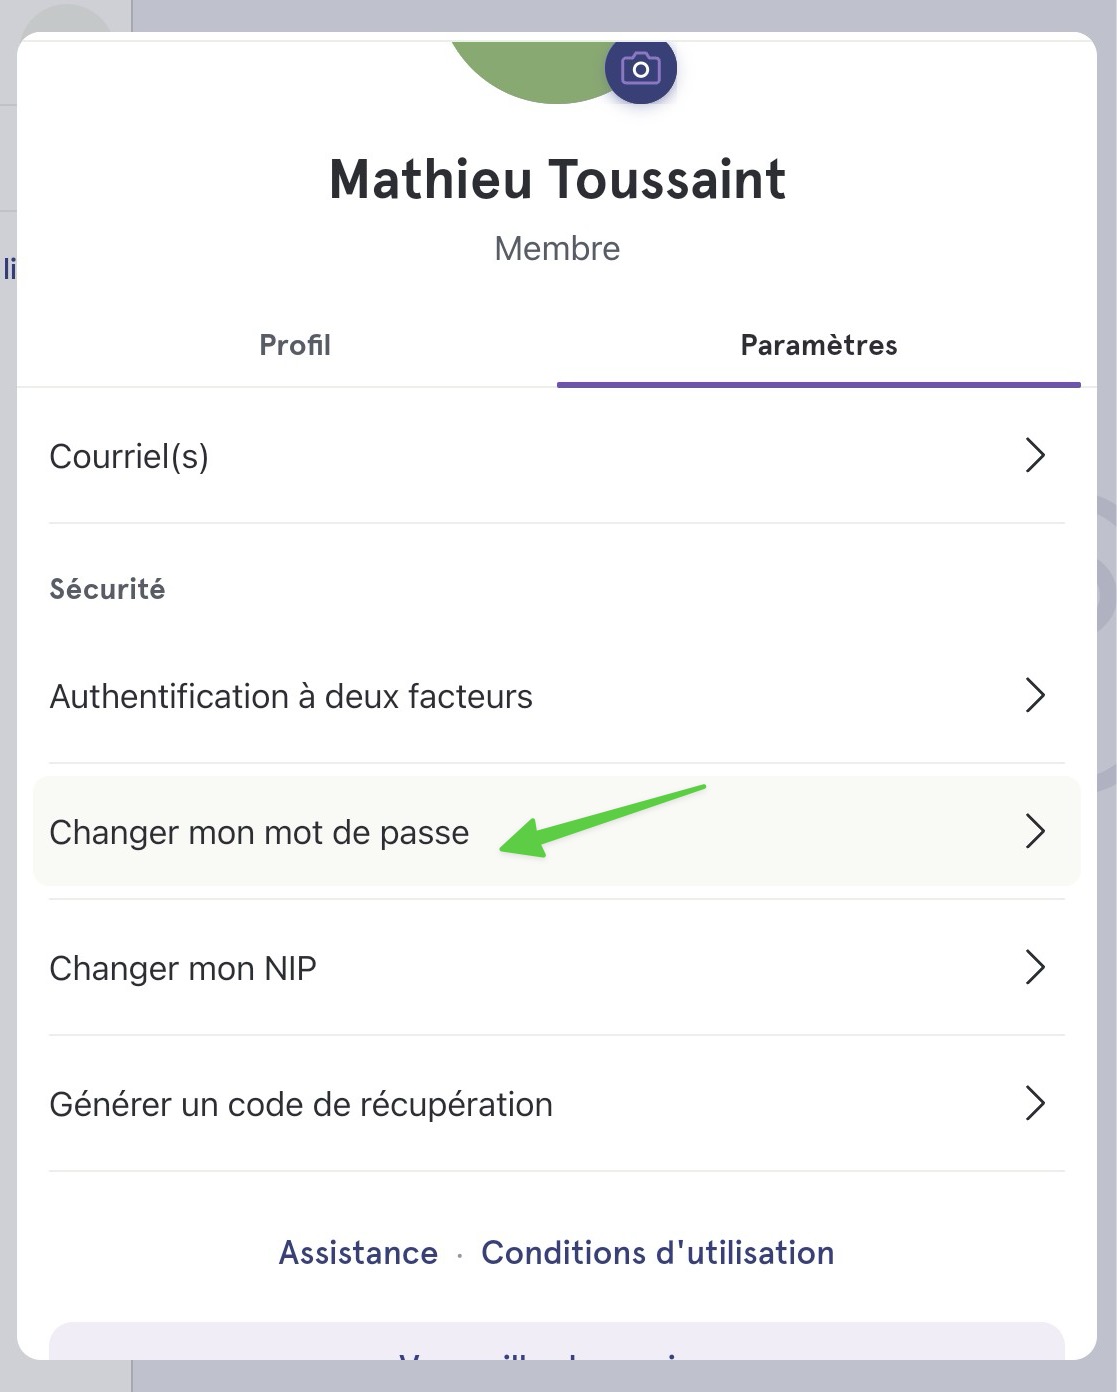 Mathieu Toussaint
Membre
li
Profil
Paramètres
Courriel(s)
Sécurité
Authentification à deux facteurs
Changer mon mot de passe
Changer mon NIP
Générer un code de récupération
Assistance · Conditions d'utilisation